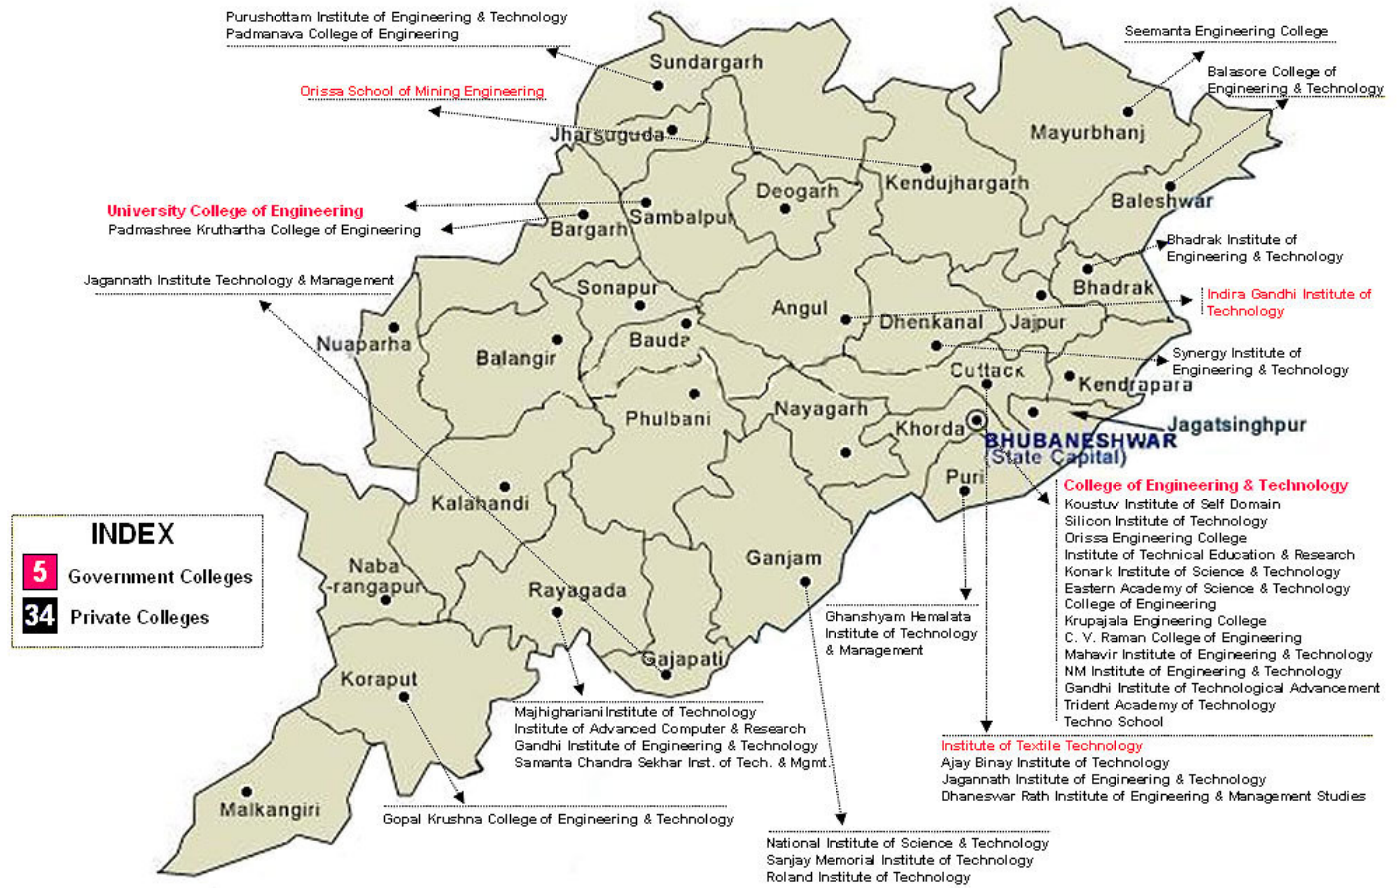 Purushottam Institute of Engineering & Technology
Padmanava College of Engineering
Seemanta Engineering College
Sundargarh
Balasore College of
Engineering & Technology
Orissa School of Mining Engineering
Jharsuguda
Mayurbhanj
Kendujhargarh
Deogarh
Baleshwar
University College of Engineering
Padmashree Kruthartha College of Engineering
Sambalpur
Bargarh
Bhadrak Institute of
Engineering & Technology
Jagannath Institute Technology & Management
Sonapur
Bhadrak
Indira Gandhi Institute of
Technology
Angul
Dhenkanal
Jajpur
Nuaparha
Balangir
Bauda
Synergy Institute of
Engineering & Technology
Cuttack
Kendrapara
Phulbani
Nayagarh
Khorda
Jagatsinghpur
BHUBANESHWAR
(State Capital)
Puri
Kalahandi
College of Engineering & Technology
Koustuv Institute of Self Domain
Silicon Institute of Technology
Orissa Engineering College
Institute of Technical Education & Research
Konark Institute of Science & Technology
Eastern Academy of Science & Technology
College of Engineering
Krupajala Engineering College
C. V. Raman College of Engineering
Mahavir Institute of Engineering & Technology
NM Institute of Engineering & Technology
Gandhi Institute of Technological Advancement
Trident Academy of Technology
Techno School
INDEX
5 Government Colleges
34 Private Colleges
Naba
-rangapur
Rayagada
Ganjam
Ghanshyam Hemalata
Institute of Technology
& Management
Gajapati
Koraput
Majhighariani Institute of Technology
Institute of Advanced Computer & Research
Gandhi Institute of Engineering & Technology
Samanta Chandra Sekhar Inst. of Tech. & Mgmt.
Institute of Textile Technology
Ajay Binay Institute of Technology
Jagannath Institute of Engineering & Technology
Dhaneswar Rath Institute of Engineering & Management Studies
Malkangiri
Gopal Krushna College of Engineering & Technology
National Institute of Science & Technology
Sanjay Memorial Institute of Technology
Roland Institute of Technology